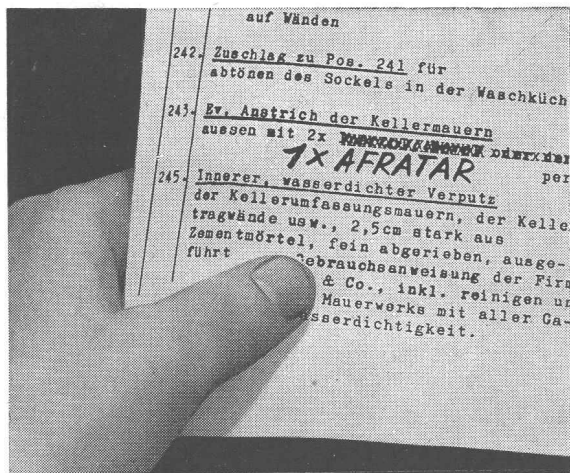 auf Wänden
242. Zuschlag zu Pos. 241 für
abtönen des Sockels in der Waschküch
243. Ev. Anstrich der Kellermauern
aussen mit 2x
1x AFRATAR per
245. Innerer, wasserdichter Verputz
der Kellerumfassungsmauern, der Kelle
tragwände usw., 2,5cm stark aus
Zementmörtel, fein abgerieben, ausge-
führt Gebrauchsanweisung der Firm
& Co., inkl. reinigen un
Mauerwerks mit aller Ga-
sserdichtigkeit.